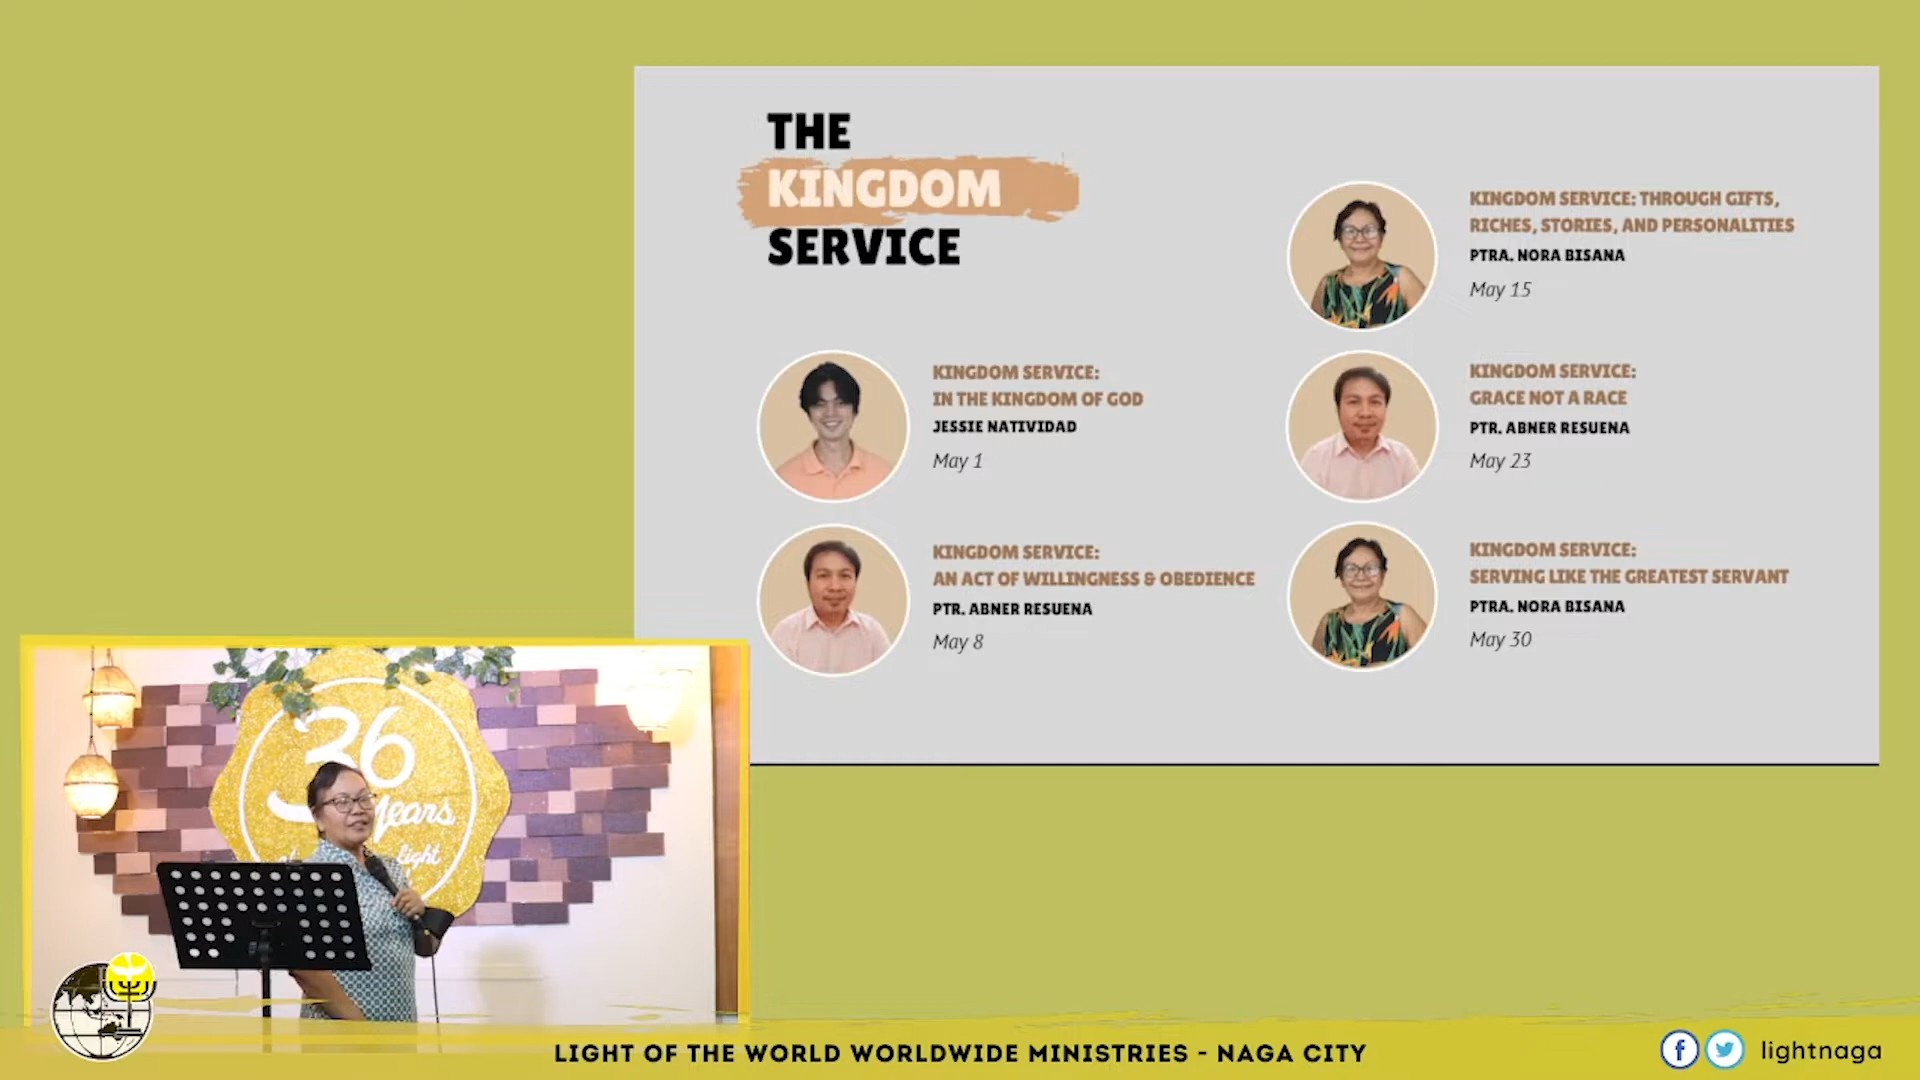 THE
KINGDOM
SERVICE
KINGDOM SERVICE:
IN THE KINGDOM OF GOD
JESSIE NATIVIDAD
May 1
KINGDOM SERVICE:
AN ACT OF WILLINGNESS & OBEDIENCE
PTR. ABNER RESUENA
May 8
KINGDOM SERVICE: THROUGH GIFTS,
RICHES, STORIES, AND PERSONALITIES
PTRA. NORA BISANA
May 15
KINGDOM SERVICE:
GRACE NOT A RACE
PTR. ABNER RESUENA
May 23
KINGDOM SERVICE:
SERVING LIKE THE GREATEST SERVANT
PTRA. NORA BISANA
May 30
36
Years
light
LIGHT OF THE WORLD WORLDWIDE MINISTRIES - NAGA CITY
lightnaga